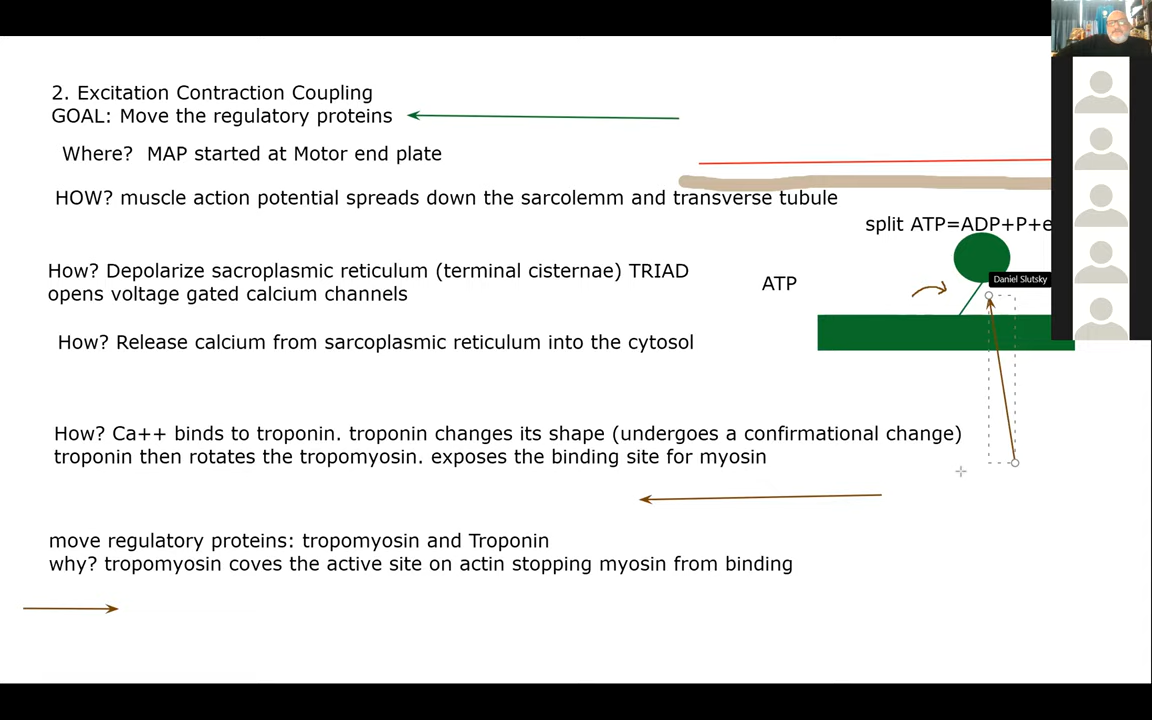 2. Excitation Contraction Coupling
GOAL: Move the regulatory proteins
Where? MAP started at Motor end plate
HOW? muscle action potential spreads down the sarcolemm and transverse tubule
split ATP=ADP+P+e
How? Depolarize sacroplasmic reticulum (terminal cisternae) TRIAD
opens voltage gated calcium channels
ATP
Daniel Slutsky
How? Release calcium from sarcoplasmic reticulum into the cytosol
How? Ca++ binds to troponin. troponin changes its shape (undergoes a confirmational change)
troponin then rotates the tropomyosin. exposes the binding site for myosin
move regulatory proteins: tropomyosin and Troponin
why? tropomyosin coves the active site on actin stopping myosin from binding